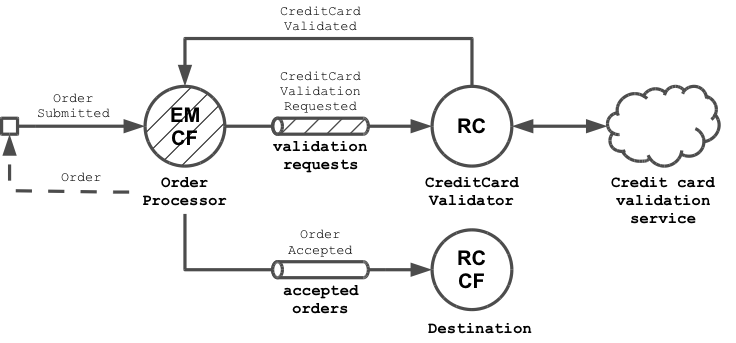 CreditCard
Validated
CreditCard
Validation
Requested
Order
Submitted
EM
CF
RC
validation
requests
Order
Order
Processor
CreditCard
Validator
Credit card
validation
service
Order
Accepted
RC
CF
accepted
orders
Destination